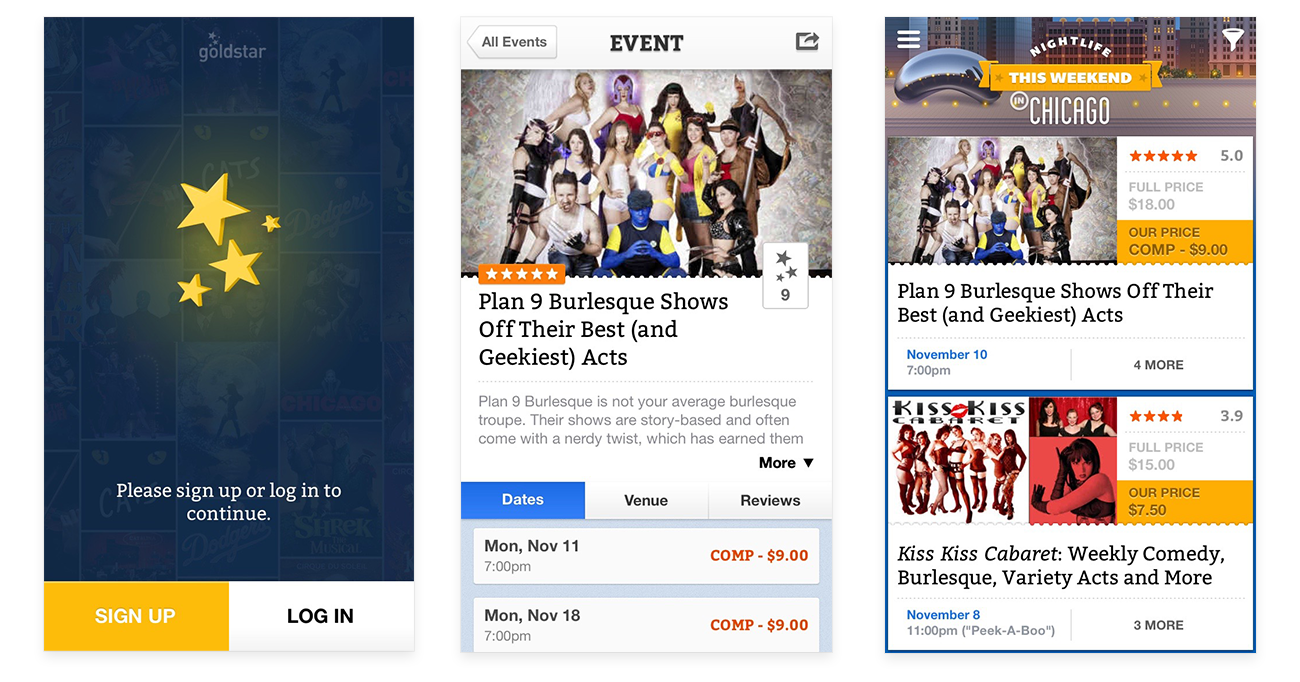 goldstar
CATS
Dodgers
CHICAGO
SHREK
The Musical
Dodgers
Please sign up or log in to
continue.
SIGN UP
LOG IN
All Events
EVENT
9
Plan 9 Burlesque Shows
Off Their Best (and
Geekiest) Acts
Plan 9 Burlesque is not your average burlesque
troupe. Their shows are story-based and often
come with a nerdy twist, which has earned them
More ▼
Dates
Venue
Reviews
Mon, Nov 11
7:00pm
COMP - $9.00
Mon, Nov 18
7:00pm
COMP - $9.00
NIGHTLIFE
THIS WEEKEND
IN CHICAGO
5.0
FULL PRICE
$18.00
OUR PRICE
COMP - $9.00
Plan 9 Burlesque Shows Off Their
Best (and Geekiest) Acts
November 10
7:00pm
4 MORE
KISS KISS
CABARET
3.9
FULL PRICE
$15.00
OUR PRICE
$7.50
Kiss Kiss Cabaret: Weekly Comedy,
Burlesque, Variety Acts and More
November 8
11:00pm ("Peek-A-Boo")
3 MORE